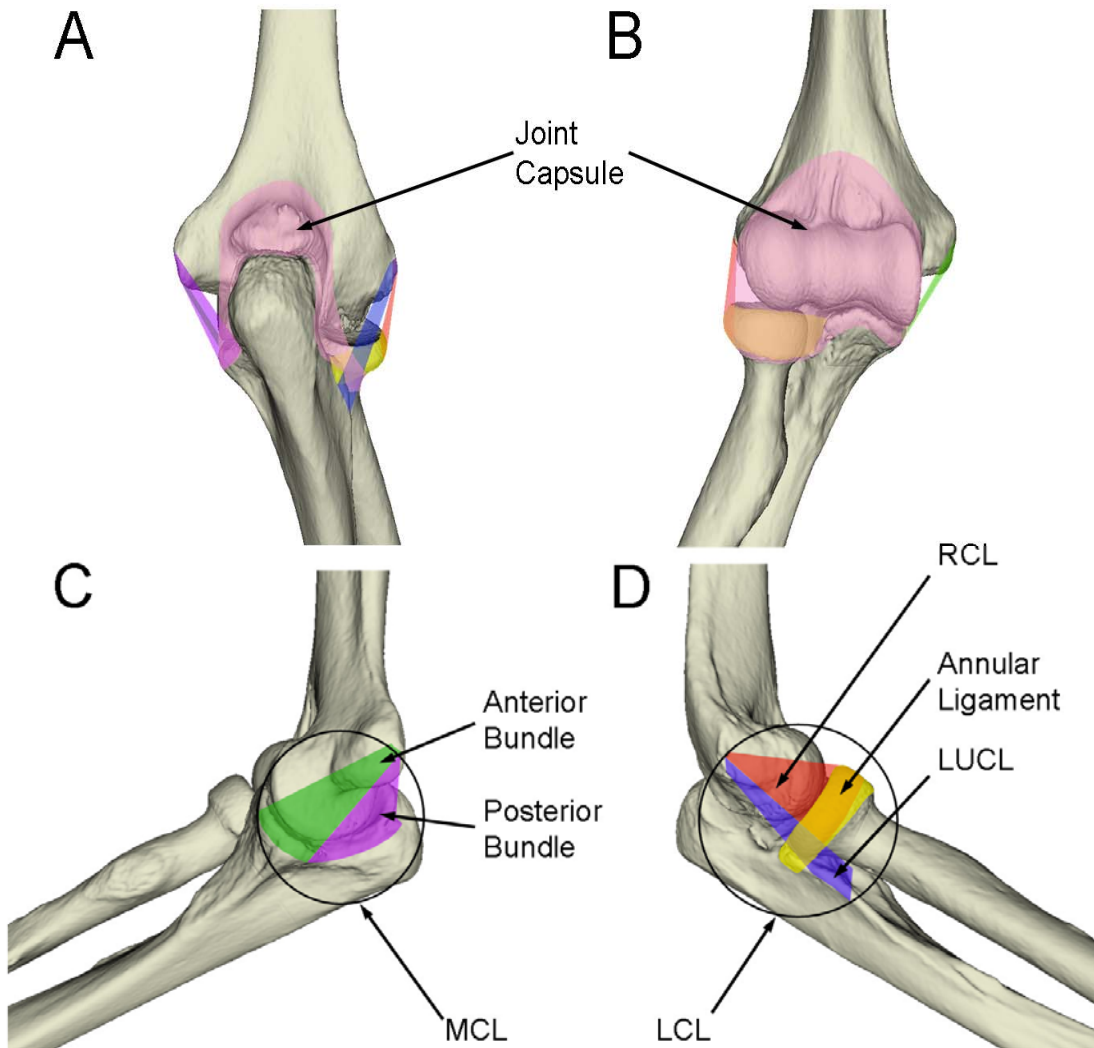 A
B
Joint
Capsule
C
D
RCL
Annular
Ligament
LUCL
Anterior
Bundle
Posterior
Bundle
MCL
LCL